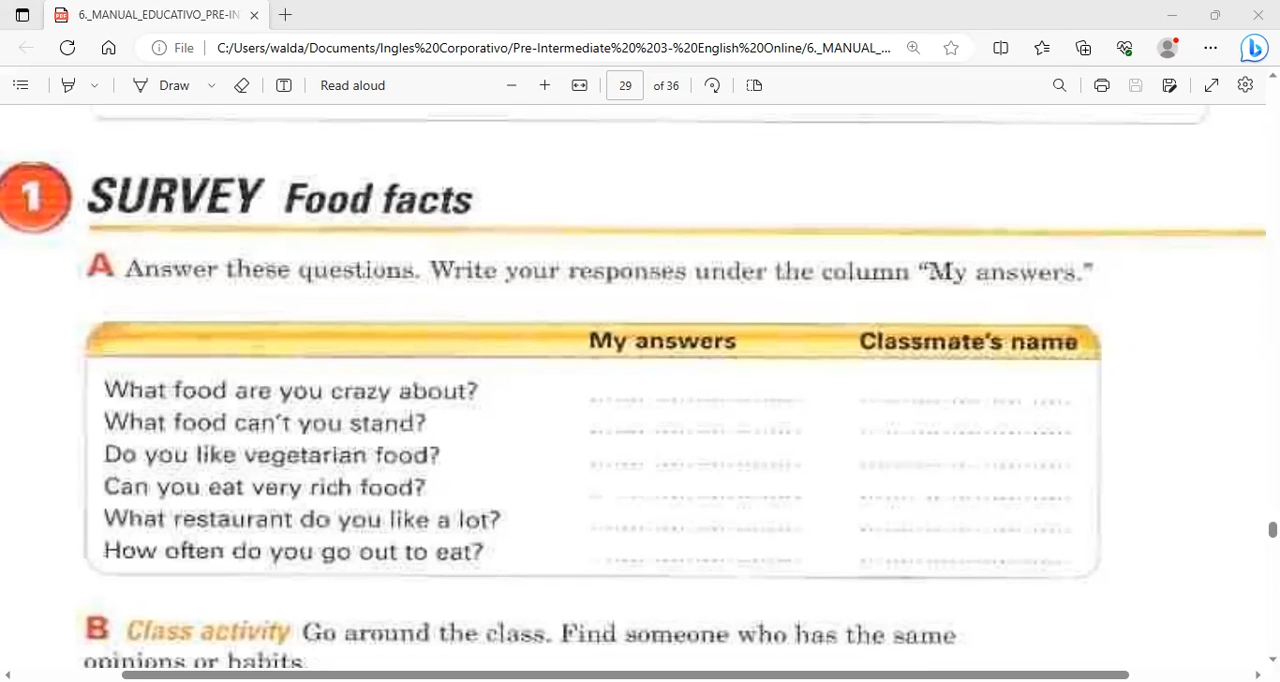 6._MANUAL_EDUCATIVO_PRE-IN
File
C:/Users/walda/Documents/Ingles%20Corporativo/Pre-Intermediate%20%203-%20English%20Online/6._MANUAL_...
Draw
Read aloud
29 of 36
1 SURVEY Food facts
A Answer these questions. Write your responses under the column “My answers.”
My answers Classmate's name
What food are you crazy about?
What food can't you stand?
Do you like vegetarian food?
Can you eat very rich food?
What restaurant do you like a lot?
How often do you go out to eat?
B Class activity Go around the class. Find someone who has the same
opinions or habits.